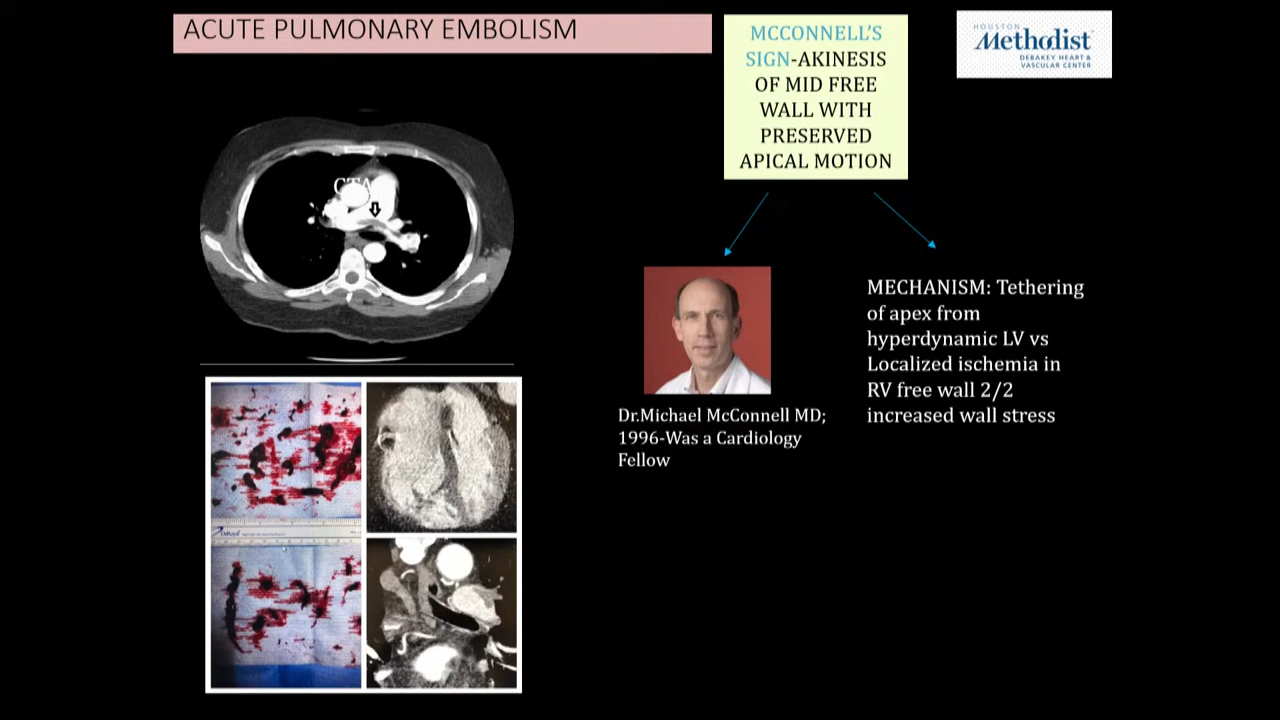 ACUTE PULMONARY EMBOLISM
MCCONNELL'S
SIGN-AKINESIS
OF MID FREE
WALL WITH
PRESERVED
APICAL MOTION
HOUSTON
Methodist
DEBAKEY HEART &
VASCULAR CENTER
CTA
Dr.Michael McConnell MD;
1996-Was a Cardiology
Fellow
MECHANISM: Tethering
of apex from
hyperdynamic LV vs
Localized ischemia in
RV free wall 2/2
increased wall stress